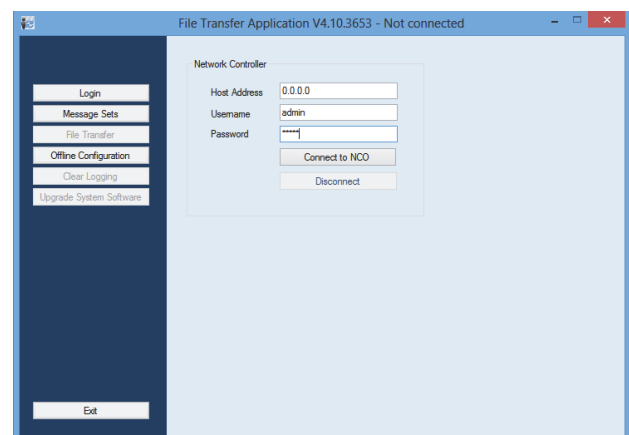 File Transfer Application V4.10.3653 - Not connected
Login
Message Sets
File Transfer
Offline Configuration
Clear Logging
Upgrade System Software
Exit
Network Controller
Host Address 0.0.0.0
Username admin
Password *****
Connect to NCO
Disconnect